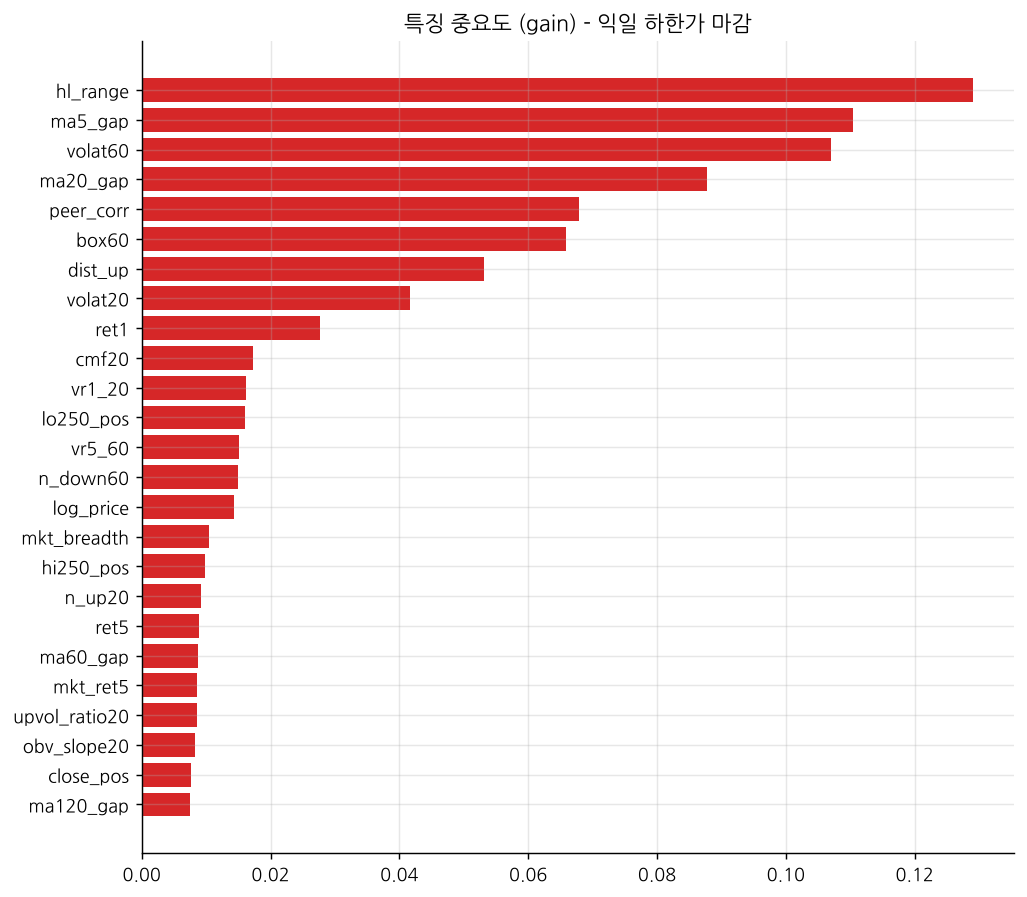 특징 중요도 (gain) - 익일 하한가 마감
hl_range
ma5_gap
volat60
ma20_gap
peer_corr
box60
dist_up
volat20
ret1
cmf20
vr1_20
lo250_pos
vr5_60
n_down60
log_price
mkt_breadth
hi250_pos
n_up20
ret5
ma60_gap
mkt_ret5
upvol_ratio20
obv_slope20
close_pos
ma120_gap
0.00 0.02 0.04 0.06 0.08 0.10 0.12